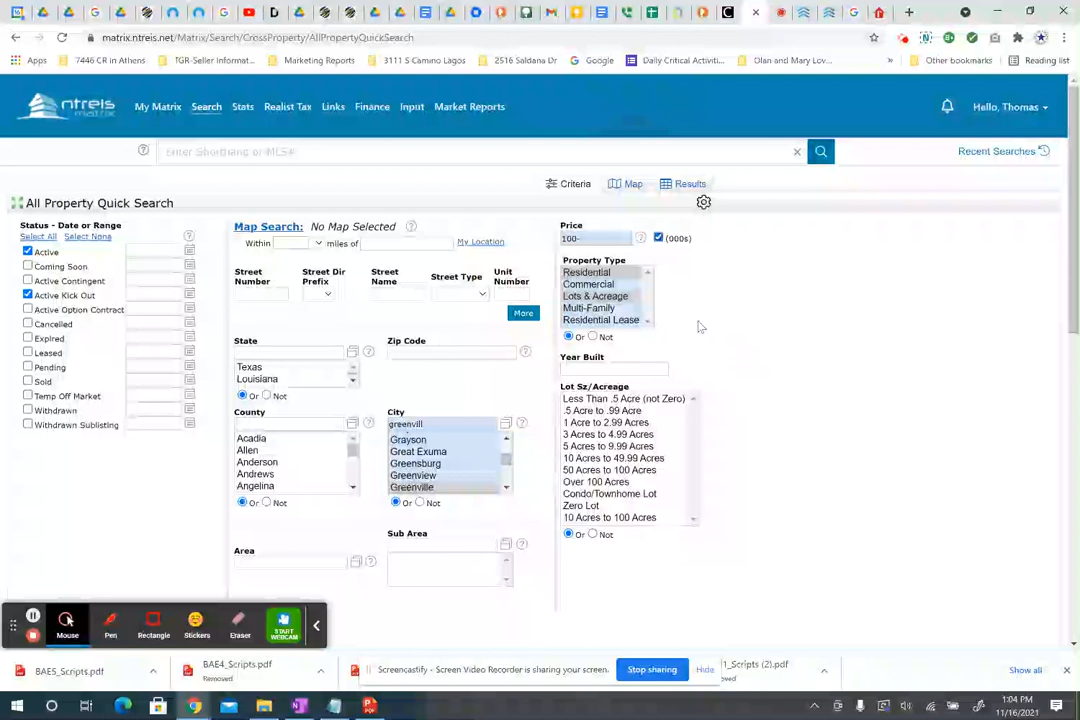 matrix.ntreis.net/Matrix/Search/CrossProperty/AllPropertyQuickSearch
Apps
7446 CR in Athens
TGR-Seller Informat...
Marketing Reports
3111 S Camino Lagos
2516 Saldana Dr
Google
Daily Critical Activiti...
Olan and Mary Lov...
»
Other bookmarks
Reading list
ntreis matrix
My Matrix
Search
Stats
Realist Tax
Links
Finance
Input
Market Reports
Hello, Thomas
Enter Shorthand or MLS#
Recent Searches
Criteria
Map
Results
All Property Quick Search
Status - Date or Range
Select All Select None
Active
Coming Soon
Active Contingent
Active Kick Out
Active Option Contract
Cancelled
Expired
Leased
Pending
Sold
Temp Off Market
Withdrawn
Withdrawn Sublisting
Map Search: No Map Selected
Within miles of My Location
Street Number
Street Dir Prefix
Street Name
Street Type
Unit Number
More
State
Texas
Louisiana
Or Not
Zip Code
County
Acadia
Allen
Anderson
Andrews
Angelina
Or Not
City
greenvill
Grayson
Great Exuma
Greensburg
Greenview
Greenville
Or Not
Area
Sub Area
Price
100- (000s)
Property Type
Residential
Commercial
Lots & Acreage
Multi-Family
Residential Lease
Or Not
Year Built
Lot Sz/Acreage
Less Than .5 Acre (not Zero)
.5 Acre to .99 Acre
1 Acre to 2.99 Acres
3 Acres to 4.99 Acres
5 Acres to 9.99 Acres
10 Acres to 49.99 Acres
50 Acres to 100 Acres
Over 100 Acres
Condo/Townhome Lot
Zero Lot
10 Acres to 100 Acres
Or Not
Mouse
Pen
Rectangle
Stickers
Eraser
START WEBCAM
BAE5_Scripts.pdf
BAE4_Scripts.pdf
Removed
Screencastify - Screen Video Recorder is sharing your screen.
Stop sharing
Hide
1_Scripts (2).pdf
Show all
1:04 PM
11/16/2021